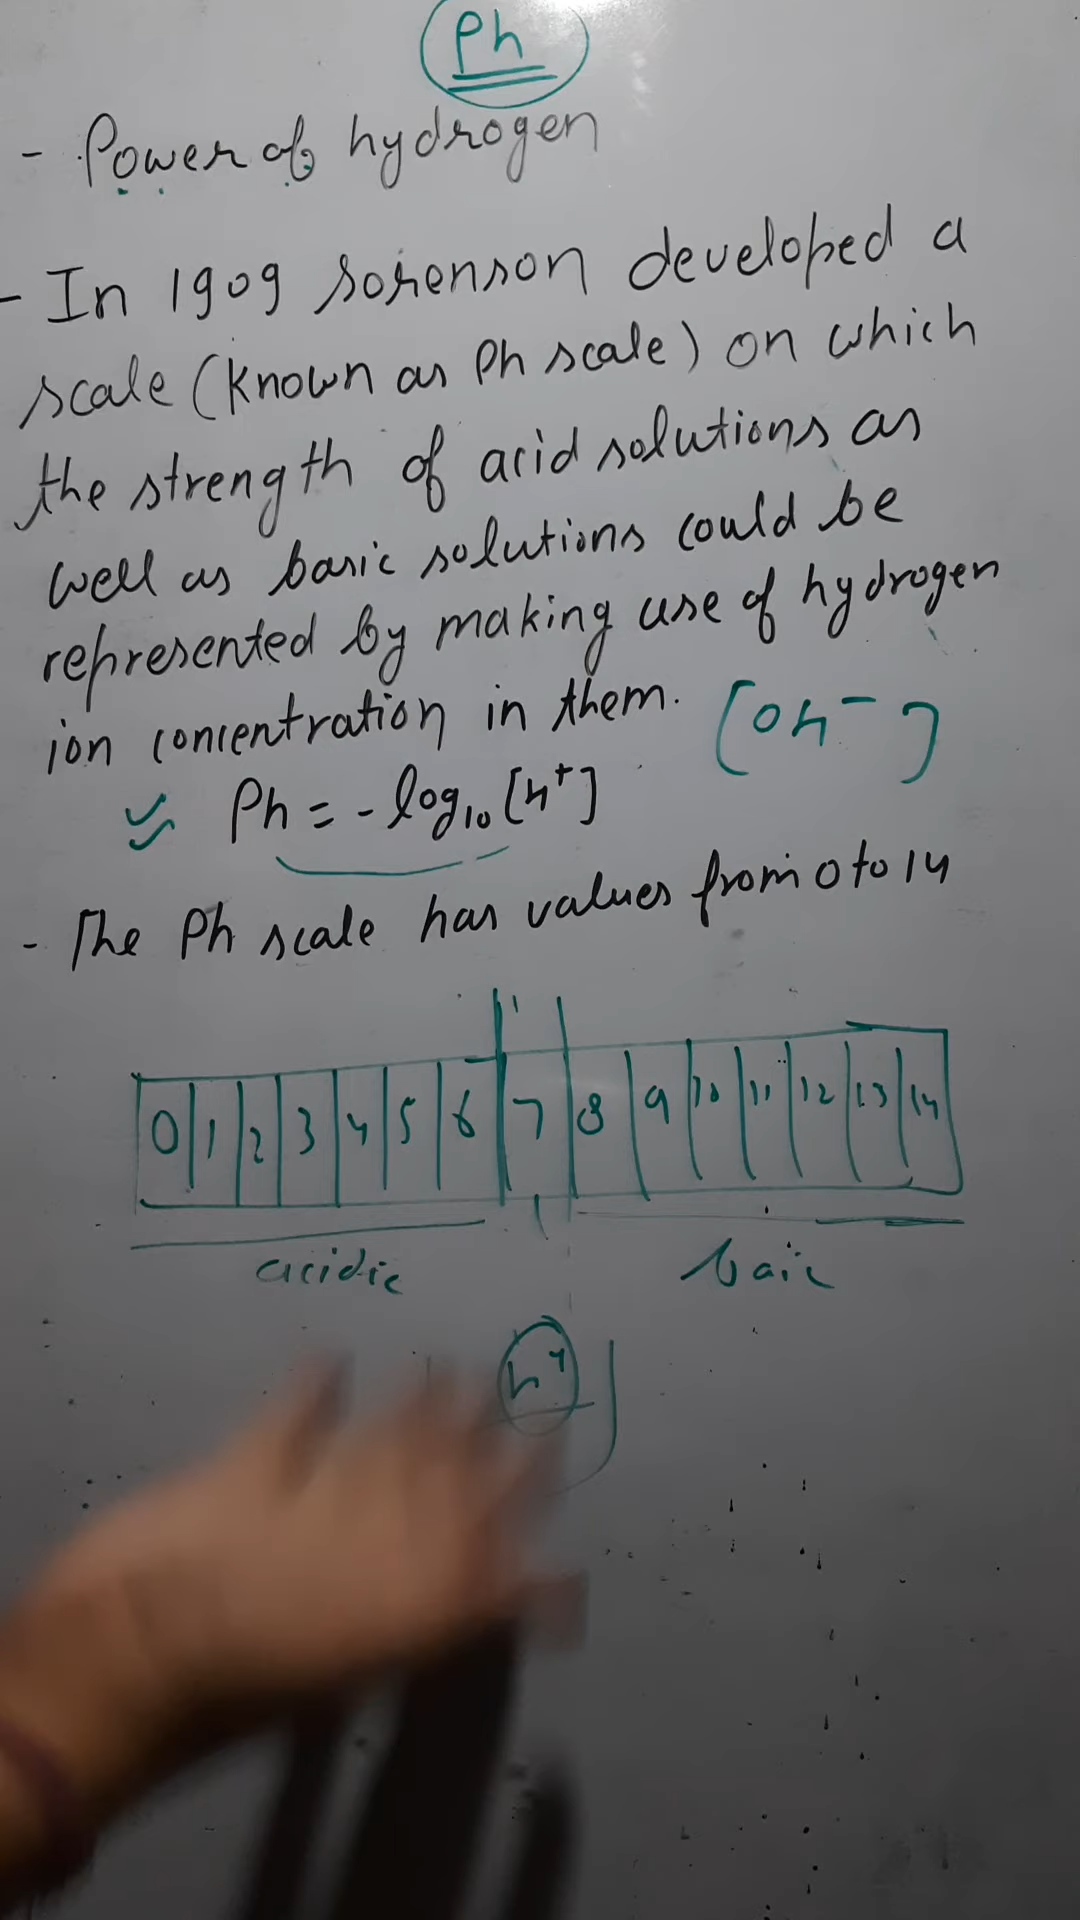 Ph
- Power of hydrogen
- In 1909 sorenson developed a
scale (known as Ph scale) on which
the strength of acid solutions as
well as basic solutions could be
represented by making use of hydrogen
ion concentration in them. [OH⁻]
Ph = -log₁₀ [H⁺]
- The Ph scale has values from 0 to 14
0 1 2 3 4 5 6 7 8 9 10 11 12 13 14
acidic baic
H⁺